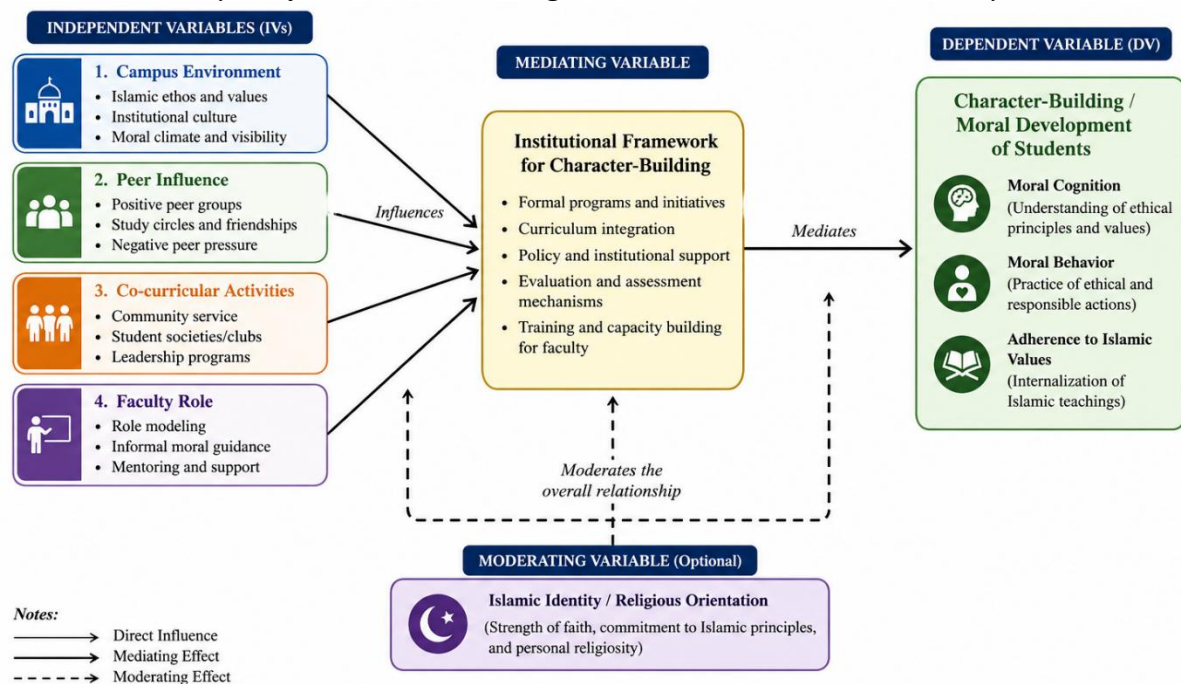 INDEPENDENT VARIABLES (IVs)
1. Campus Environment
• Islamic ethos and values
• Institutional culture
• Moral climate and visibility
2. Peer Influence
• Positive peer groups
• Study circles and friendships
• Negative peer pressure
3. Co-curricular Activities
• Community service
• Student societies/clubs
• Leadership programs
4. Faculty Role
• Role modeling
• Informal moral guidance
• Mentoring and support
Influences
MEDIATING VARIABLE
Institutional Framework
for Character-Building
• Formal programs and initiatives
• Curriculum integration
• Policy and institutional support
• Evaluation and assessment
mechanisms
• Training and capacity building
for faculty
Mediates
DEPENDENT VARIABLE (DV)
Character-Building /
Moral Development
of Students
Moral Cognition
(Understanding of ethical
principles and values)
Moral Behavior
(Practice of ethical and
responsible actions)
Adherence to Islamic
Values
(Internalization of
Islamic teachings)
Moderates the
overall relationship
MODERATING VARIABLE (Optional)
Islamic Identity / Religious Orientation
(Strength of faith, commitment to Islamic principles,
and personal religiosity)
Notes:
Direct Influence
Mediating Effect
Moderating Effect